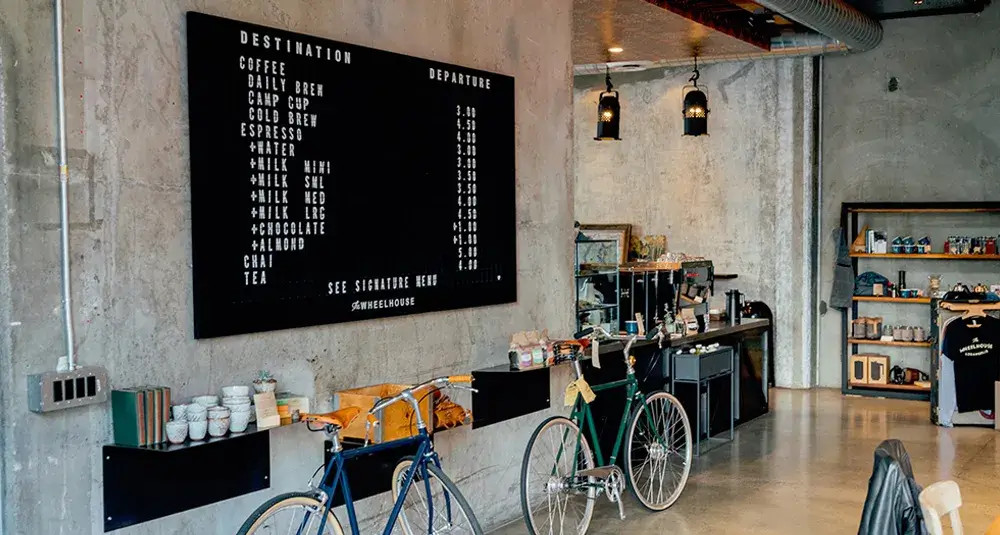 DESTINATION DEPARTURE
COFFEE
DAILY BREW 3.00
CAMP CUP 4.50
COLD BREW 4.00
ESPRESSO 3.00
+WATER 3.00
+MILK MINI 3.50
+MILK SML 3.50
+MILK MED 4.00
+MILK LRG 4.50
+CHOCOLATE +1.00
+ALMOND +1.00
CHAI 5.00
TEA 4.00
SEE SIGNATURE MENU
The WHEELHOUSE
THE
WHEELHOUSE